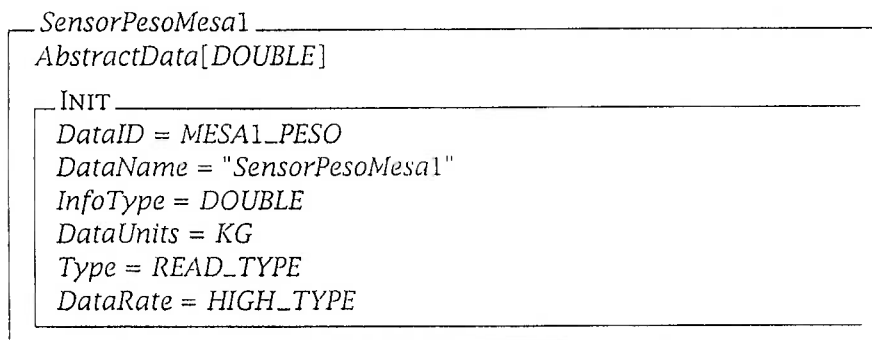 SensorPesoMesa1
AbstractData[DOUBLE]
INIT
DataID = MESA1_PESO
DataName = "SensorPesoMesa1"
InfoType = DOUBLE
DataUnits = KG
Type = READ_TYPE
DataRate = HIGH_TYPE